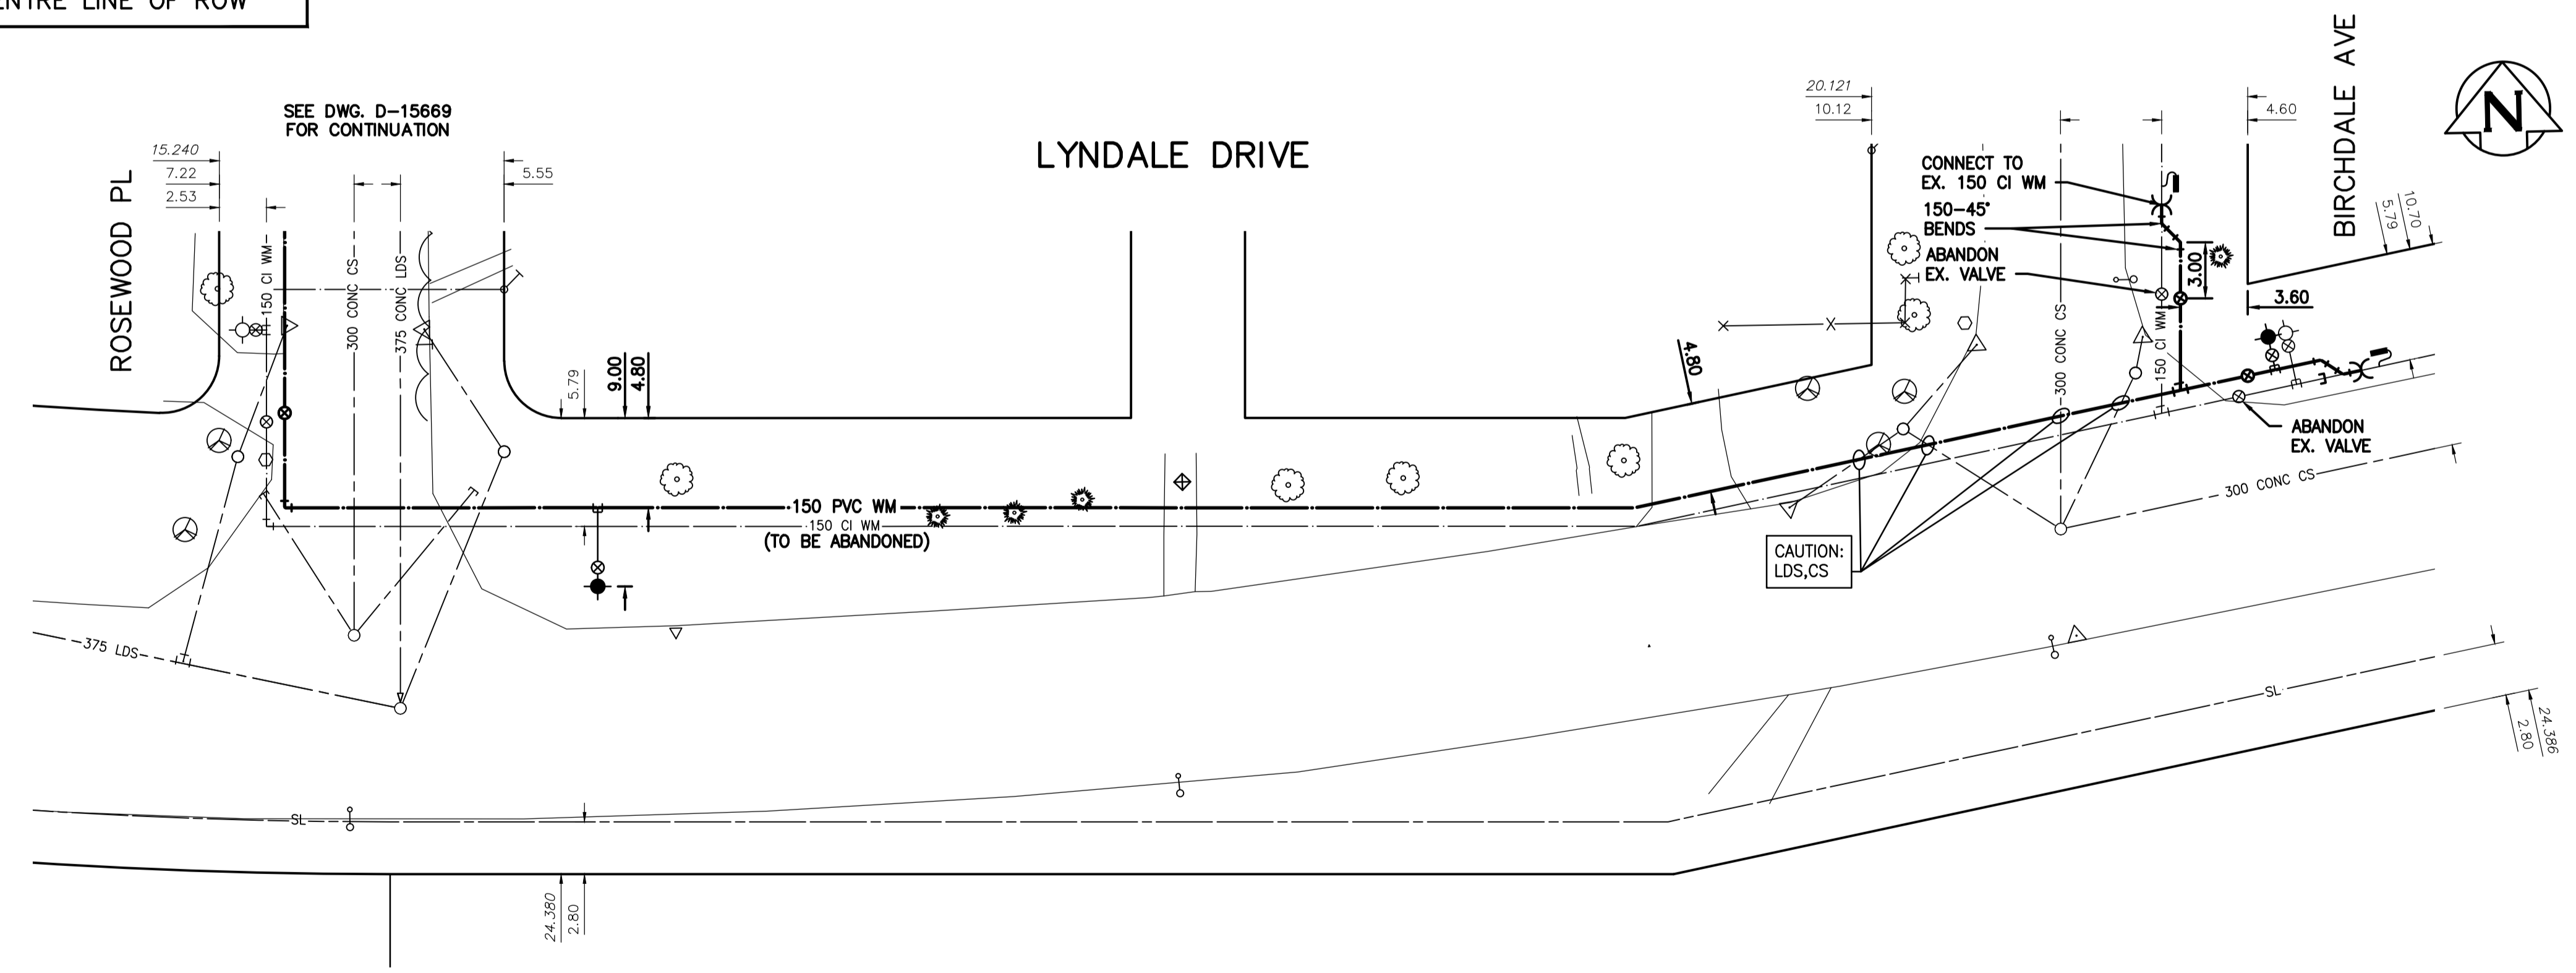 ENTRE LINE OF ROW
SEE DWG. D-15669
FOR CONTINUATION
LYNDALE DRIVE
ROSEWOOD PL
BIRCHDALE AVE
N
15.240
7.22
2.53
5.55
20.121
10.12
4.60
CONNECT TO
EX. 150 CI WM
150-45°
BENDS
ABANDON
EX. VALVE
10.70
5.79
3.00
3.60
150 CI WM
300 CONC CS
375 CONC LDS
5.79
9.00
4.80
4.80
300 CONC CS
150 CI WM
ABANDON
EX. VALVE
300 CONC CS
150 PVC WM
150 CI WM
(TO BE ABANDONED)
CAUTION:
LDS,CS
375 LDS
SL
SL
24.386
2.80
24.380
2.80